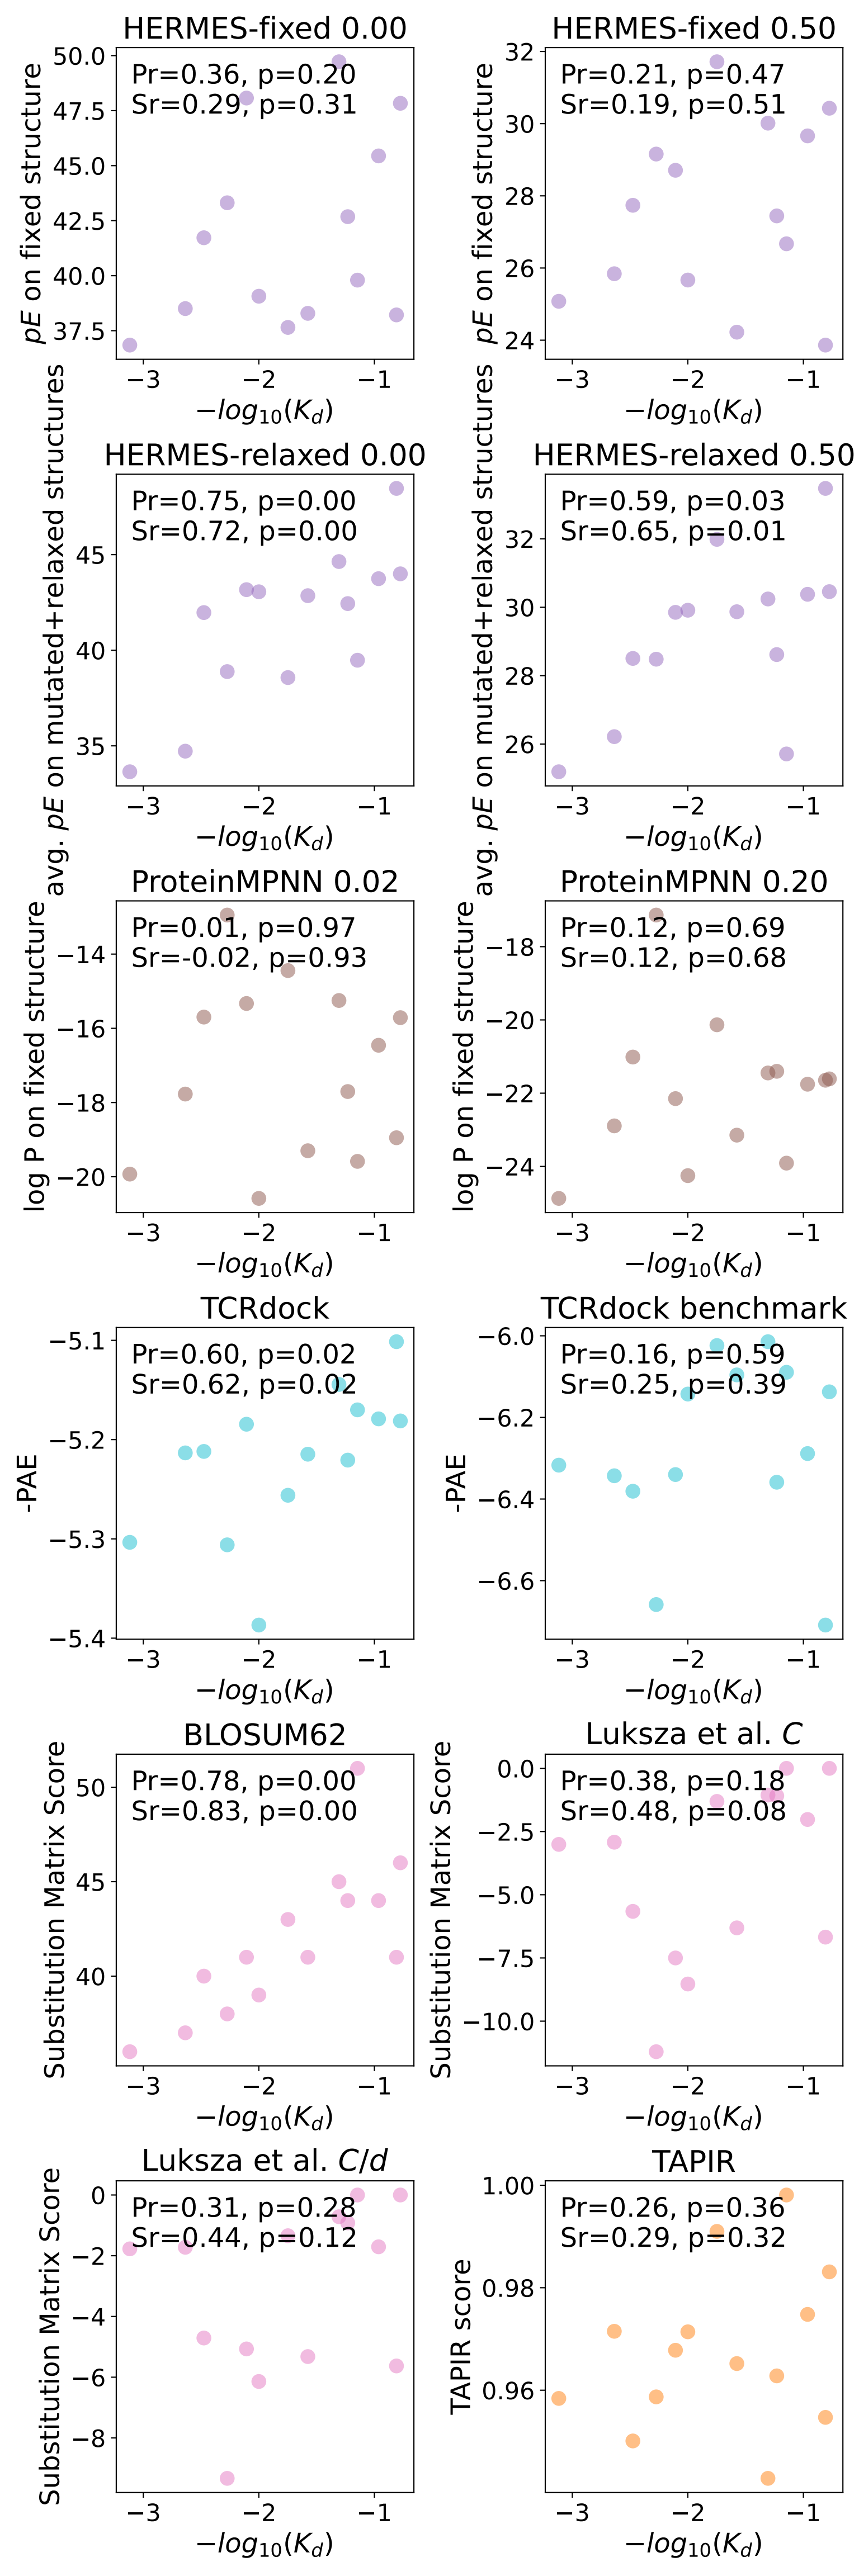 HERMES-fixed 0.00
pE on fixed structure
50.0
47.5
45.0
42.5
40.0
37.5
Pr=0.36, p=0.20
Sr=0.29, p=0.31
−3 −2 −1
−log₁₀(K_d)
HERMES-fixed 0.50
pE on fixed structure
32
30
28
26
24
Pr=0.21, p=0.47
Sr=0.19, p=0.51
−3 −2 −1
−log₁₀(K_d)
HERMES-relaxed 0.00
avg. pE on mutated+relaxed structures
45
40
35
Pr=0.75, p=0.00
Sr=0.72, p=0.00
−3 −2 −1
−log₁₀(K_d)
HERMES-relaxed 0.50
avg. pE on mutated+relaxed structures
32
30
28
26
Pr=0.59, p=0.03
Sr=0.65, p=0.01
−3 −2 −1
−log₁₀(K_d)
ProteinMPNN 0.02
log P on fixed structure
−14
−16
−18
−20
Pr=0.01, p=0.97
Sr=-0.02, p=0.93
−3 −2 −1
−log₁₀(K_d)
ProteinMPNN 0.20
log P on fixed structure
−18
−20
−22
−24
Pr=0.12, p=0.69
Sr=0.12, p=0.68
−3 −2 −1
−log₁₀(K_d)
TCRdock
-PAE
−5.1
−5.2
−5.3
−5.4
Pr=0.60, p=0.02
Sr=0.62, p=0.02
−3 −2 −1
−log₁₀(K_d)
TCRdock benchmark
-PAE
−6.0
−6.2
−6.4
−6.6
Pr=0.16, p=0.59
Sr=0.25, p=0.39
−3 −2 −1
−log₁₀(K_d)
BLOSUM62
Substitution Matrix Score
50
45
40
Pr=0.78, p=0.00
Sr=0.83, p=0.00
−3 −2 −1
−log₁₀(K_d)
Luksza et al. C
Substitution Matrix Score
0.0
−2.5
−5.0
−7.5
−10.0
Pr=0.38, p=0.18
Sr=0.48, p=0.08
−3 −2 −1
−log₁₀(K_d)
Luksza et al. C/d
Substitution Matrix Score
0
−2
−4
−6
−8
Pr=0.31, p=0.28
Sr=0.44, p=0.12
−3 −2 −1
−log₁₀(K_d)
TAPIR
TAPIR score
1.00
0.98
0.96
Pr=0.26, p=0.36
Sr=0.29, p=0.32
−3 −2 −1
−log₁₀(K_d)